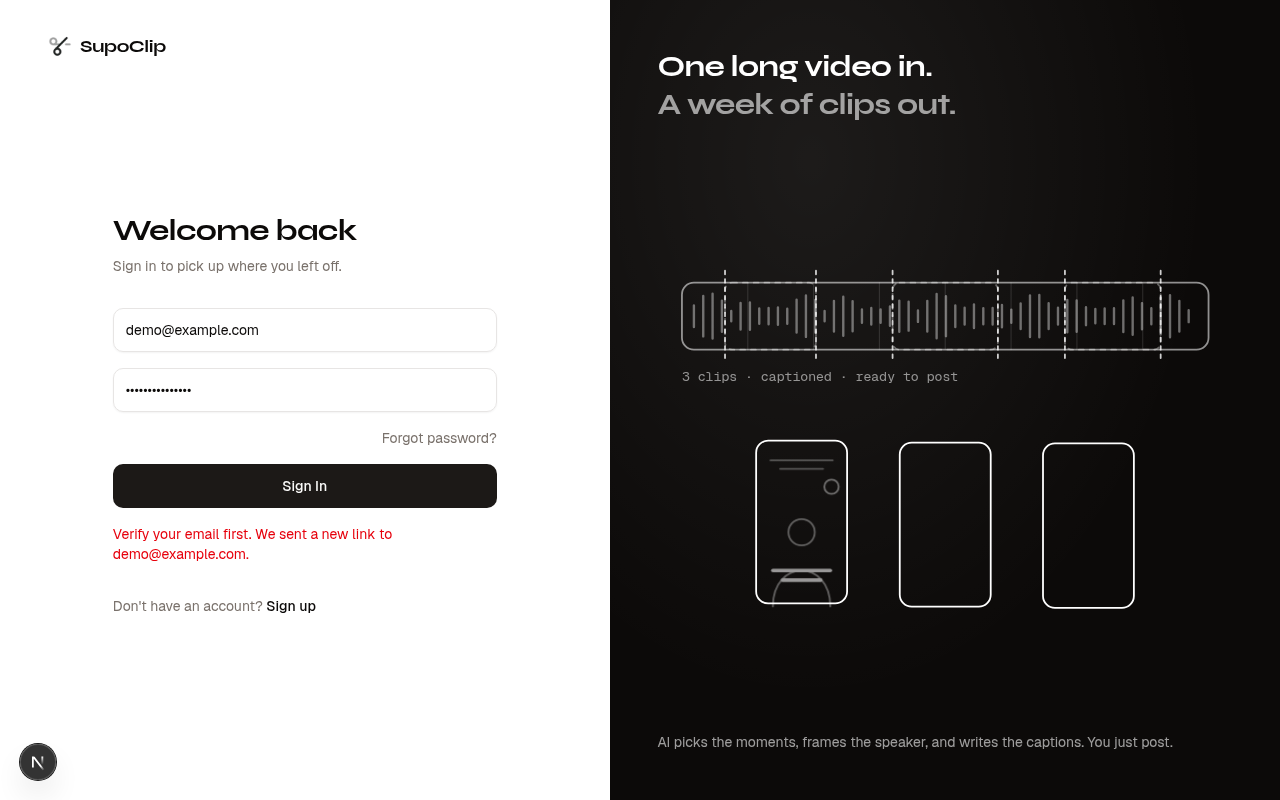 SupoClip
Welcome back
Sign in to pick up where you left off.
demo@example.com
•••••••••••••••
Forgot password?
Sign In
Verify your email first. We sent a new link to
demo@example.com.
Don't have an account? Sign up
N
One long video in.
A week of clips out.
3 clips · captioned · ready to post
AI picks the moments, frames the speaker, and writes the captions. You just post.